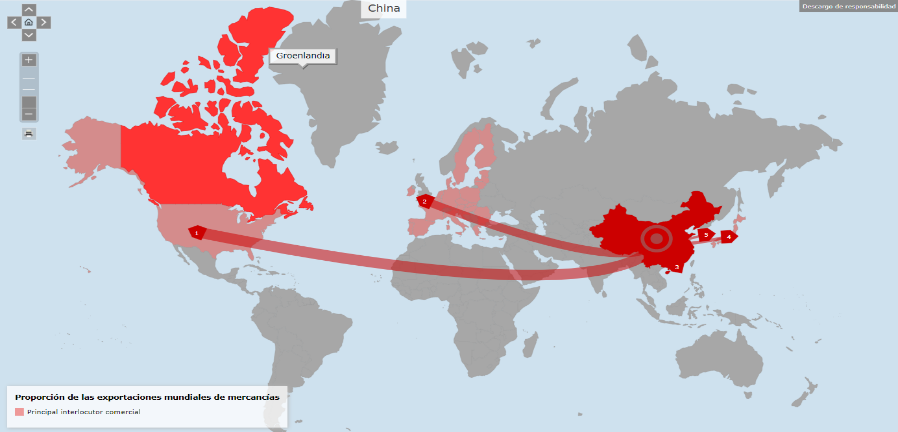 China
Descargo de responsabilidad
Groenlandia
1
2
3
4
5
Proporción de las exportaciones mundiales de mercancías
Principal interlocutor comercial